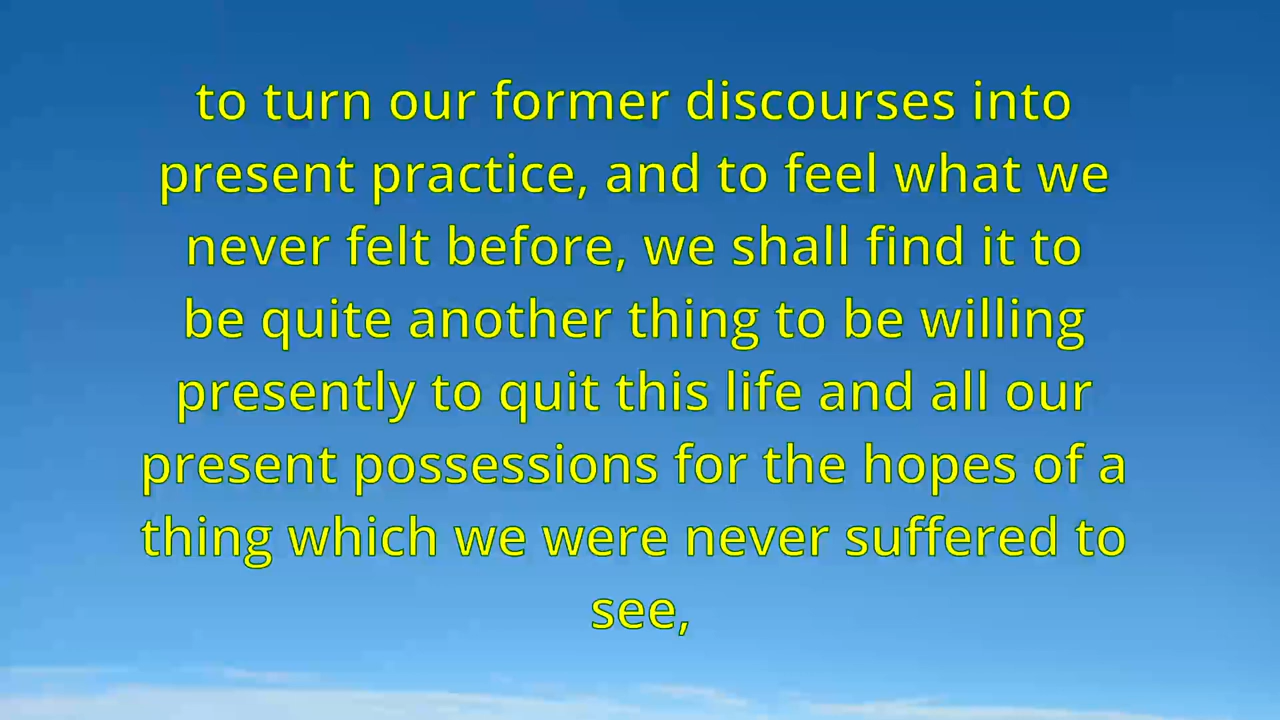 to turn our former discourses into
present practice, and to feel what we
never felt before, we shall find it to
be quite another thing to be willing
presently to quit this life and all our
present possessions for the hopes of a
thing which we were never suffered to
see,